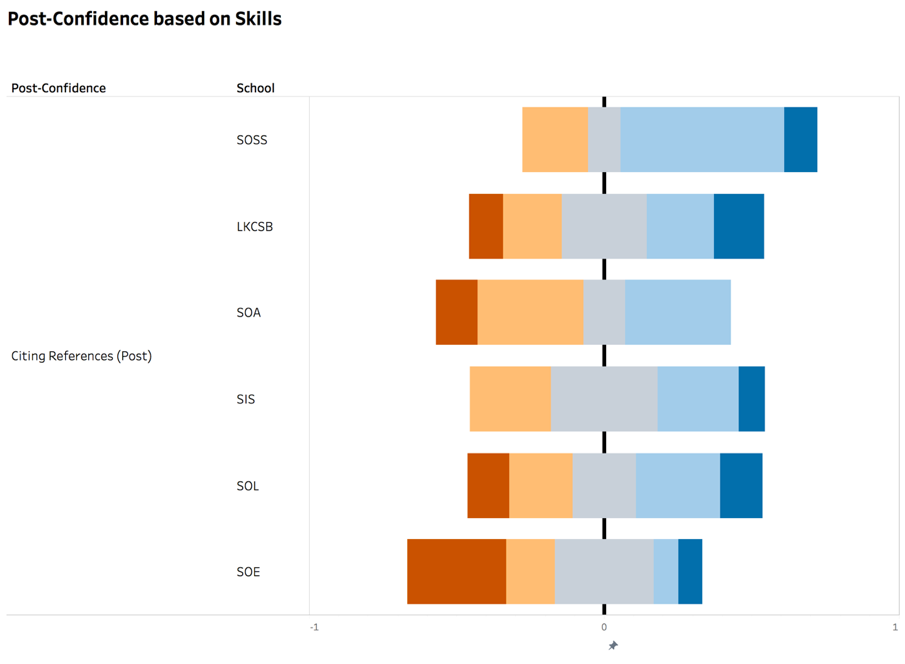 Post-Confidence based on Skills
Post-Confidence School
SOSS
LKCSB
SOA
Citing References (Post)
SIS
SOL
SOE
-1 0 1